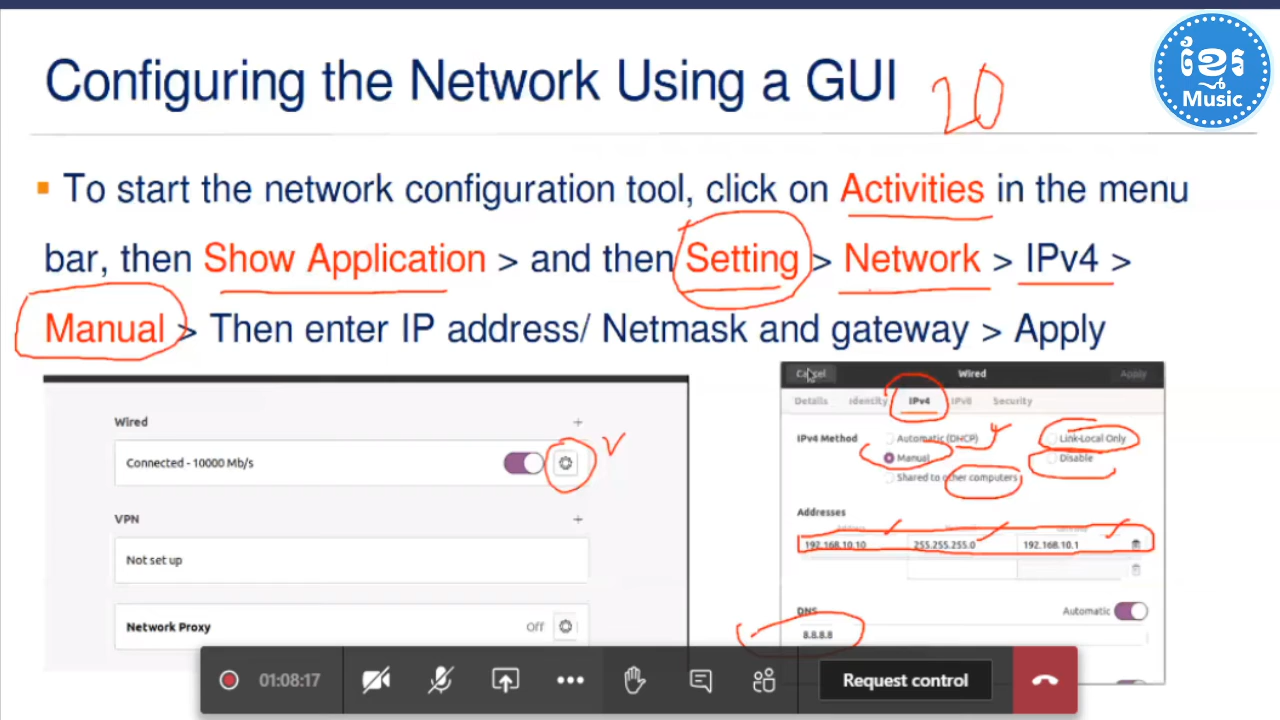 Configuring the Network Using a GUI
20
ខ្មែរ
Music
▪ To start the network configuration tool, click on Activities in the menu
bar, then Show Application > and then Setting > Network > IPv4 >
Manual > Then enter IP address/ Netmask and gateway > Apply
Wired +
Connected - 10000 Mb/s
VPN +
Not set up
Network Proxy Off
Cancel Wired Apply
Details Identity IPv4 IPv6 Security
IPv4 Method Automatic (DHCP) Link-Local Only
Manual Disable
Shared to other computers
Addresses
Address
192.168.10.10 255.255.255.0 192.168.10.1
DNS Automatic
8.8.8.8
01:08:17 Request control